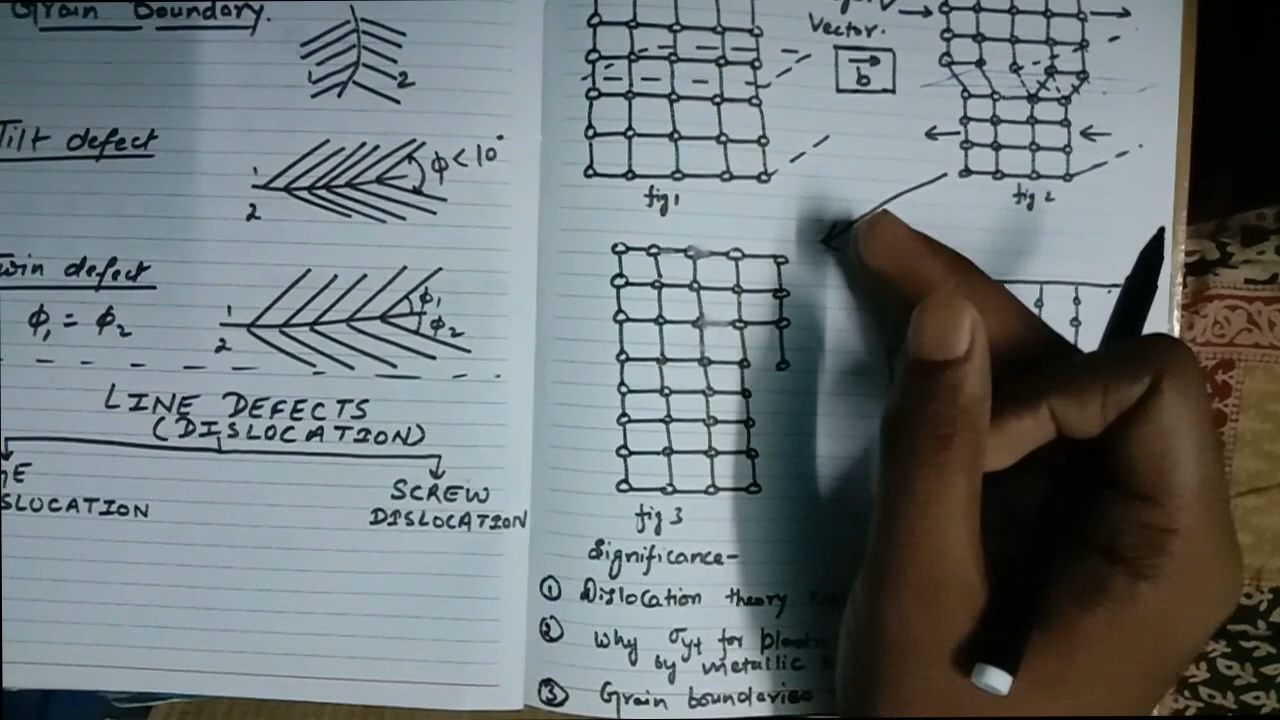 Grain Boundary.
1 2
Tilt defect
1
2
ϕ<10°
defect
ϕ₁ = ϕ₂
1
2
ϕ₁
ϕ₂
LINE DEFECTS
(DISLOCATION)
SCREW
DISLOCATION
SLOCATION
Vector.
b
fig 1
fig 2
fig 3
Significance-
① Dislocation theory
② Why σyt for
by metallic
③ Grain boundaries